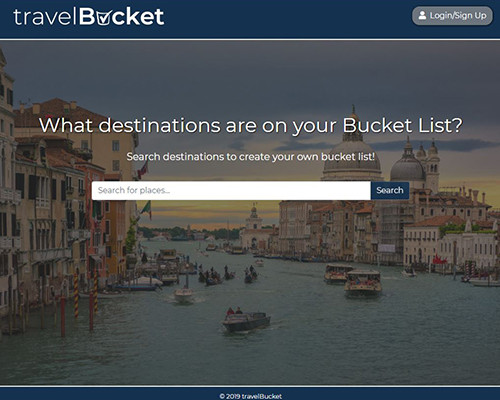 travelBucket
Login/Sign Up
What destinations are on your Bucket List?
Search destinations to create your own bucket list!
Search for places...
Search
© 2019 travelBucket